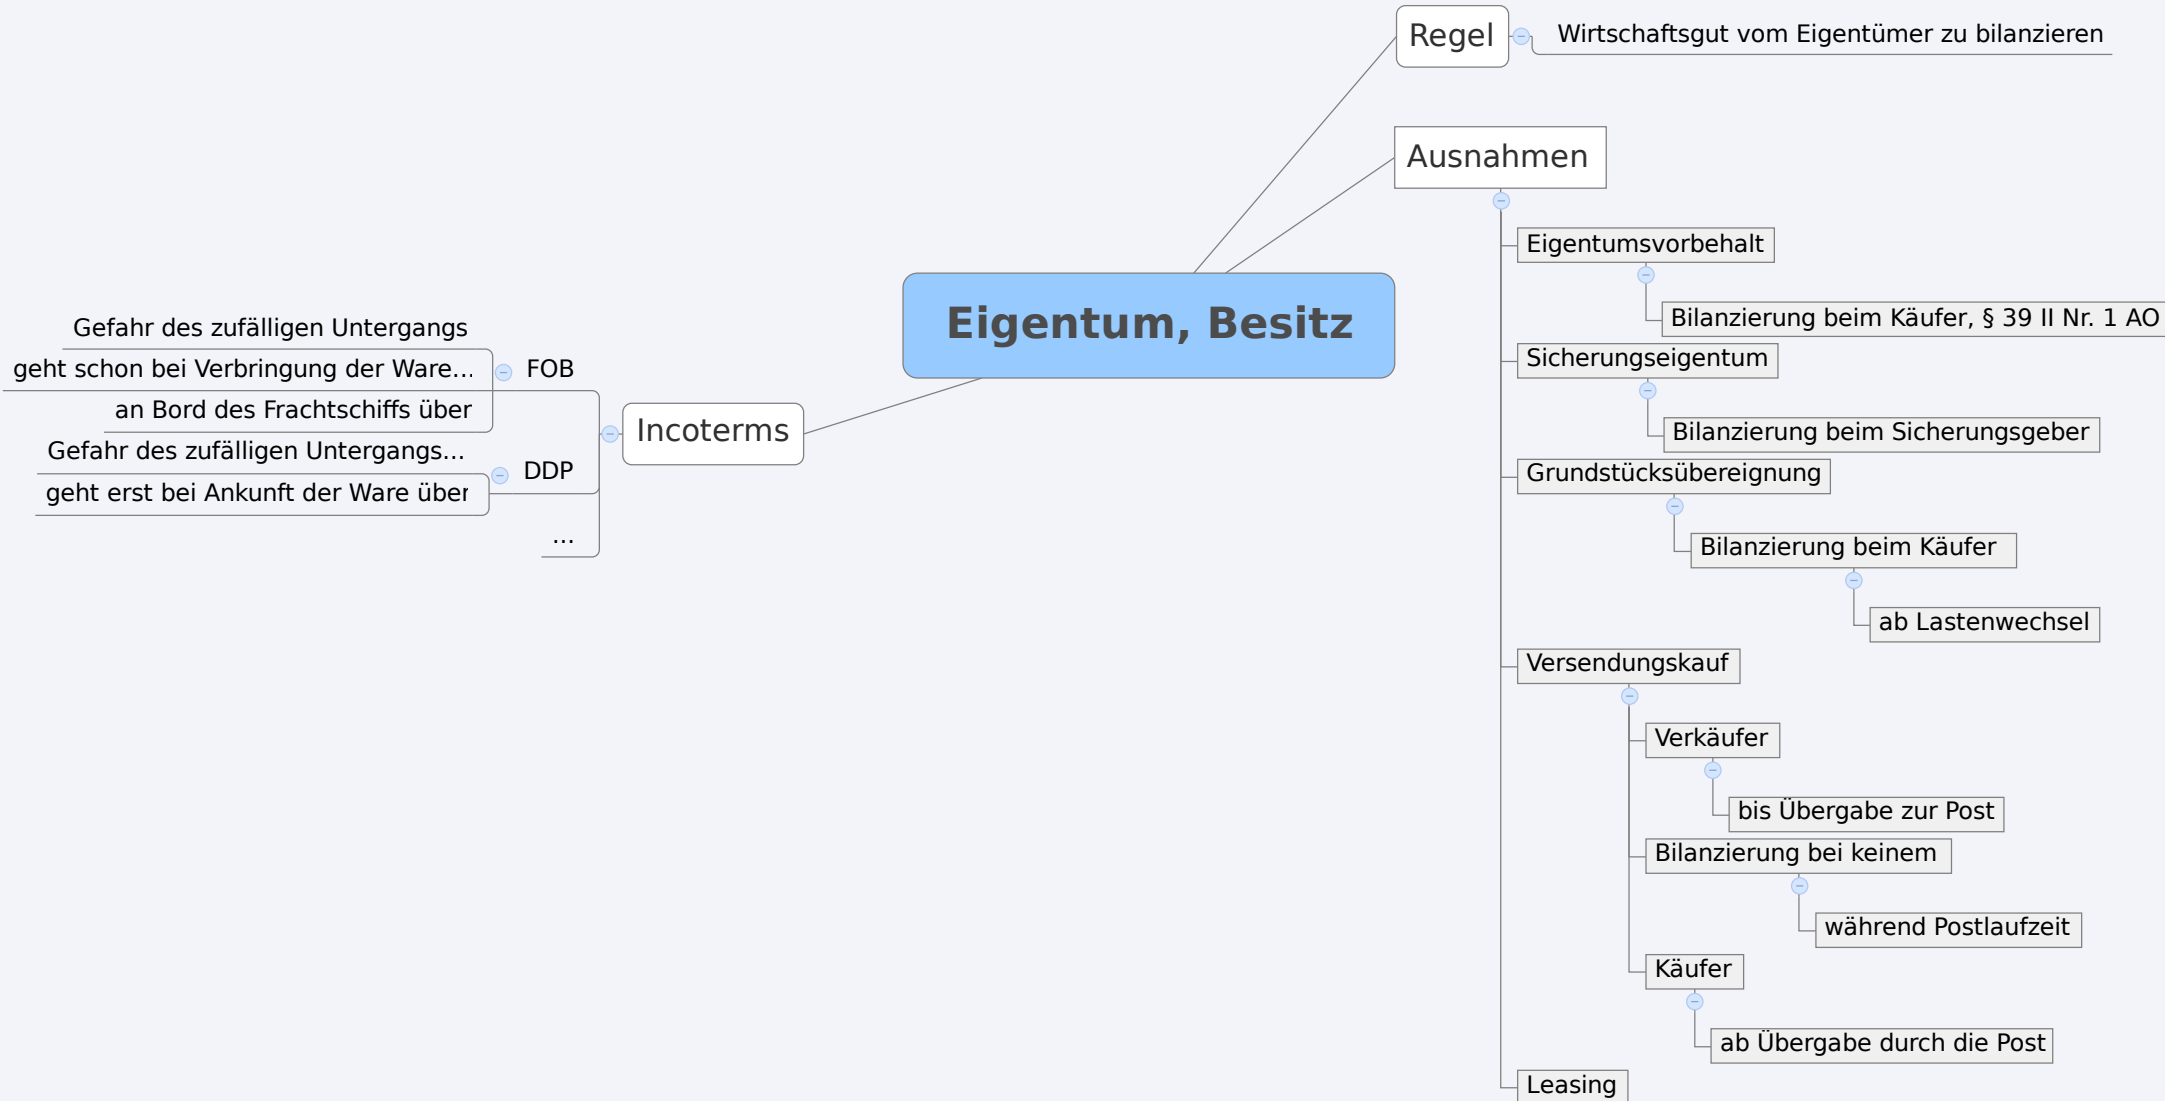 Regel
Wirtschaftsgut vom Eigentümer zu bilanzieren
Ausnahmen
Eigentumsvorbehalt
Bilanzierung beim Käufer, § 39 II Nr. 1 AO
Sicherungseigentum
Bilanzierung beim Sicherungsgeber
Grundstücksübereignung
Bilanzierung beim Käufer
ab Lastenwechsel
Versendungskauf
Verkäufer
bis Übergabe zur Post
Bilanzierung bei keinem
während Postlaufzeit
Käufer
ab Übergabe durch die Post
Leasing
Eigentum, Besitz
Incoterms
FOB
Gefahr des zufälligen Untergangs
geht schon bei Verbringung der Ware...
an Bord des Frachtschiffs über
DDP
Gefahr des zufälligen Untergangs...
geht erst bei Ankunft der Ware über
...